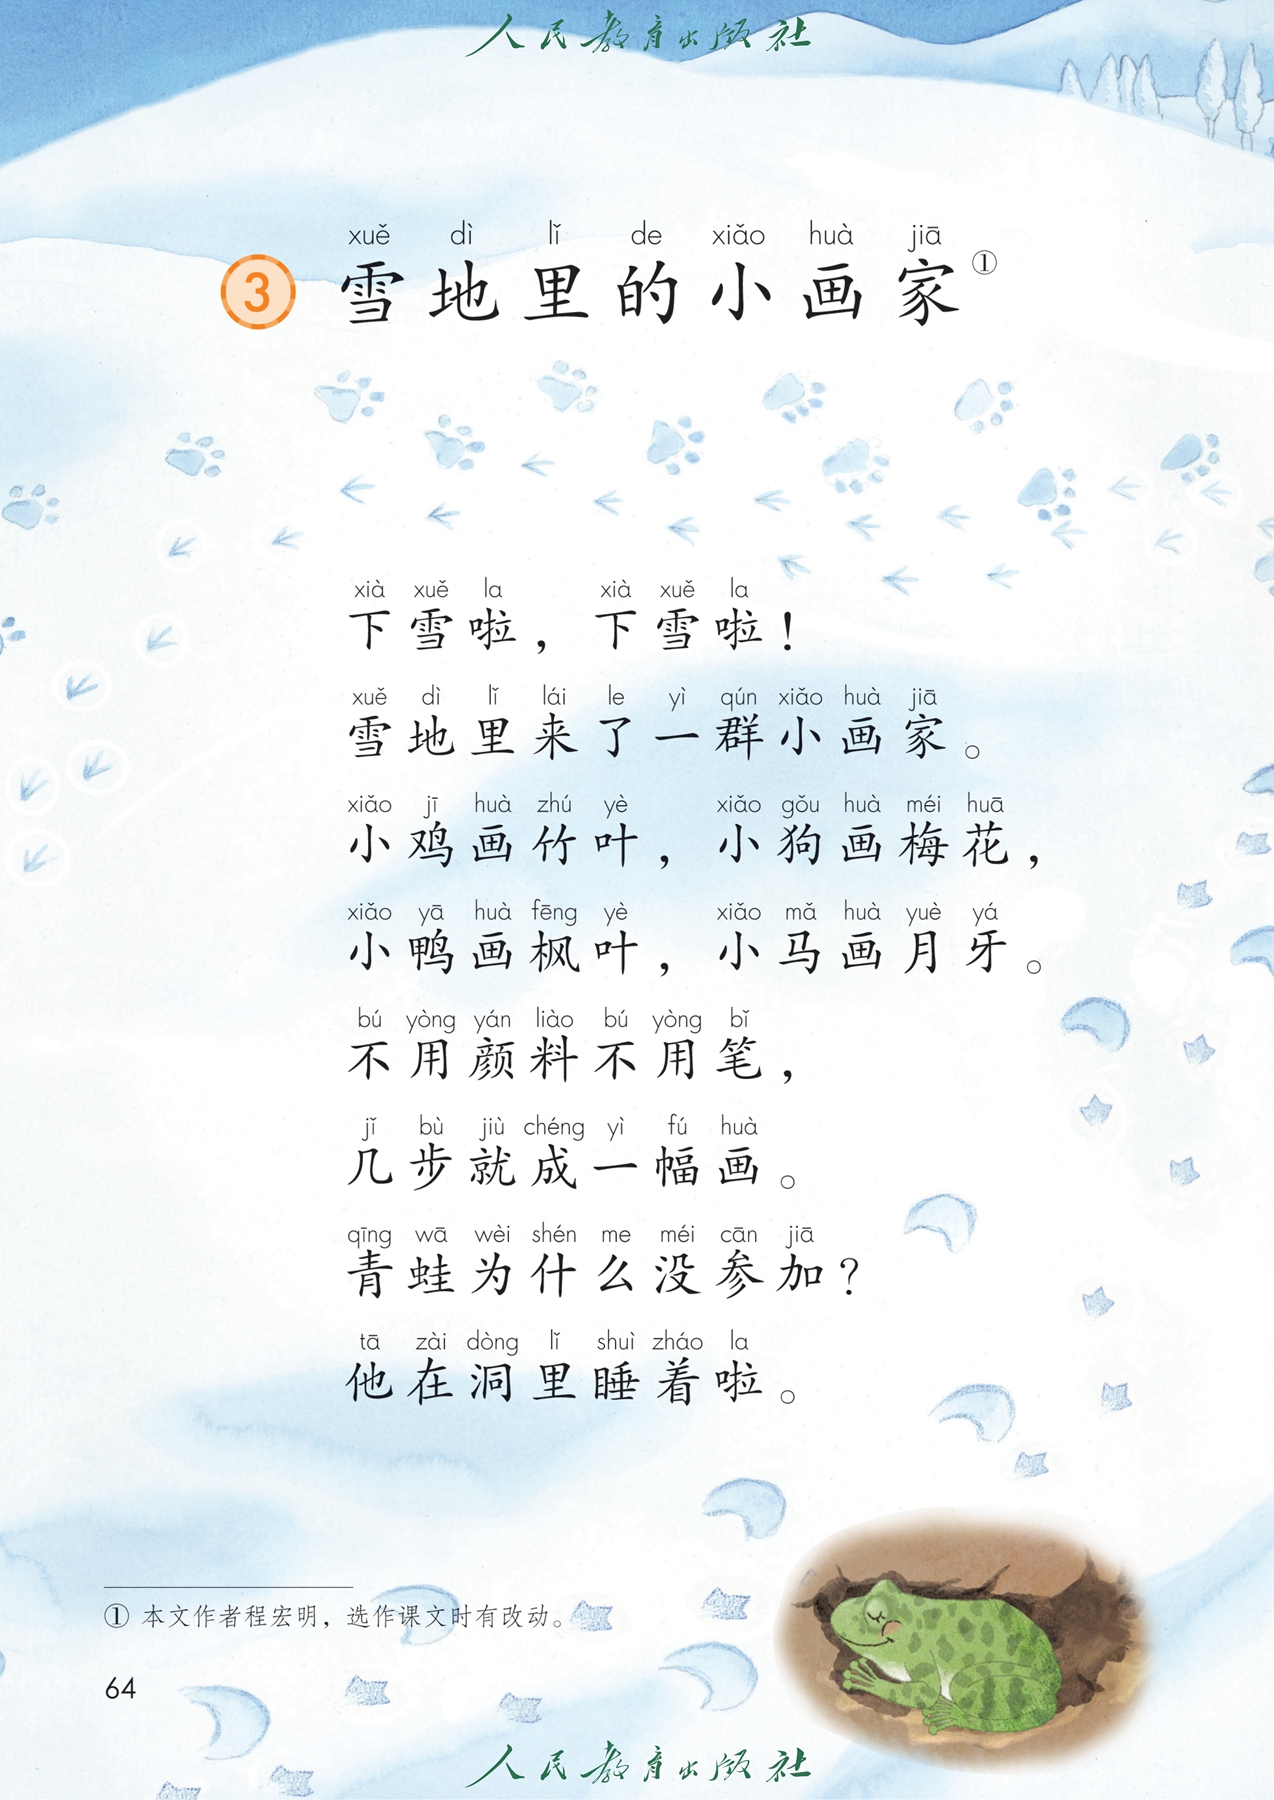 人民教育出版社
xuě dì lǐ de xiǎo huà jiā
3 雪地里的小画家①
xià xuě la xià xuě la
下雪啦，下雪啦！
xuě dì lǐ lái le yì qún xiǎo huà jiā
雪地里来了一群小画家。
xiǎo jī huà zhú yè xiǎo gǒu huà méi huā
小鸡画竹叶，小狗画梅花，
xiǎo yā huà fēng yè xiǎo mǎ huà yuè yá
小鸭画枫叶，小马画月牙。
bú yòng yán liào bú yòng bǐ
不用颜料不用笔，
jǐ bù jiù chéng yì fú huà
几步就成一幅画。
qīng wā wèi shén me méi cān jiā
青蛙为什么没参加？
tā zài dòng lǐ shuì zháo la
他在洞里睡着啦。
① 本文作者程宏明，选作课文时有改动。
64
人民教育出版社